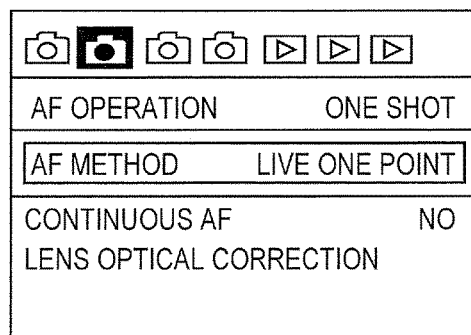 AF OPERATION ONE SHOT
AF METHOD LIVE ONE POINT
CONTINUOUS AF NO
LENS OPTICAL CORRECTION